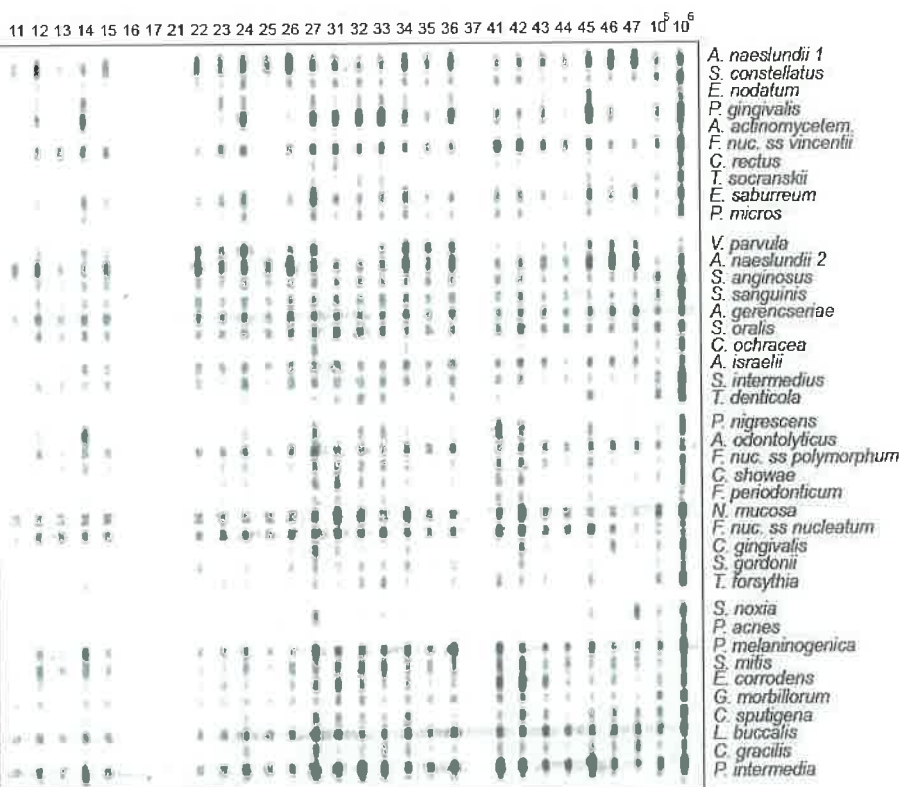 11 12 13 14 15 16 17 21 22 23 24 25 26 27 31 32 33 34 35 36 37 41 42 43 44 45 46 47 10⁵ 10⁶
A. naeslundii 1
S. constellatus
E. nodatum
P. gingivalis
A. actinomycetem.
F. nuc. ss vincentii
C. rectus
T. socranskii
E. saburreum
P. micros
V. parvula
A. naeslundii 2
S. anginosus
S. sanguinis
A. gerencseriae
S. oralis
C. ochracea
A. israelii
S. intermedius
T. denticola
P. nigrescens
A. odontolyticus
F. nuc. ss polymorphum
C. showae
F. periodonticum
N. mucosa
F. nuc. ss nucleatum
C. gingivalis
S. gordonii
T. forsythia
S. noxia
P. acnes
P. melaninogenica
S. mitis
E. corrodens
G. morbillorum
C. sputigena
L. buccalis
C. gracilis
P. intermedia